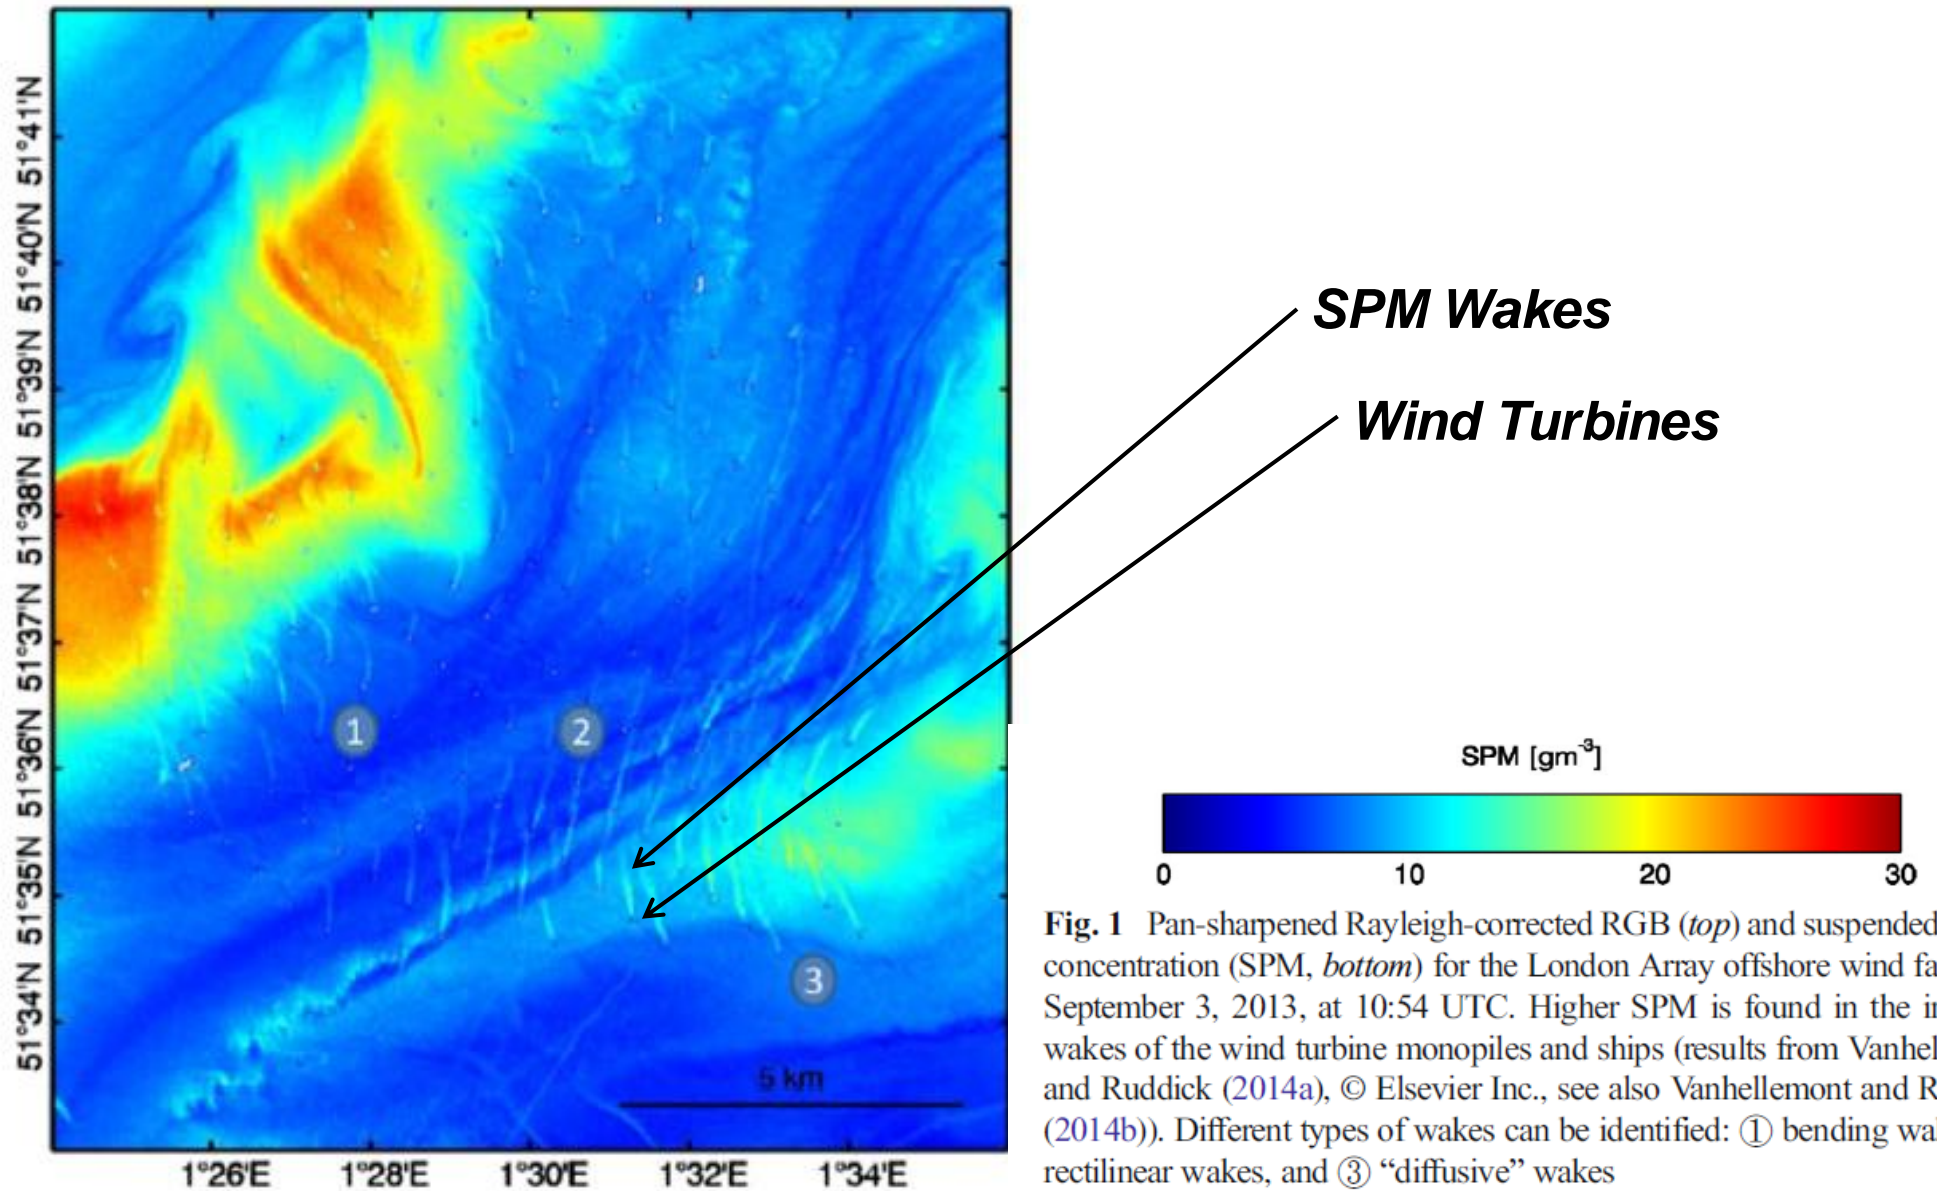 51°41'N
51°40'N
51°39'N
51°38'N
51°37'N
51°36'N
51°35'N
51°34'N
1
2
3
5 km
1°26'E 1°28'E 1°30'E 1°32'E 1°34'E
SPM Wakes
Wind Turbines
SPM [gm⁻³]
0 10 20 30
Fig. 1 Pan-sharpened Rayleigh-corrected RGB (top) and suspended
concentration (SPM, bottom) for the London Array offshore wind
September 3, 2013, at 10:54 UTC. Higher SPM is found in the
wakes of the wind turbine monopiles and ships (results from
and Ruddick (2014a), © Elsevier Inc., see also Vanhellemont and
(2014b)). Different types of wakes can be identified: ① bending
rectilinear wakes, and ③ “diffusive” wakes